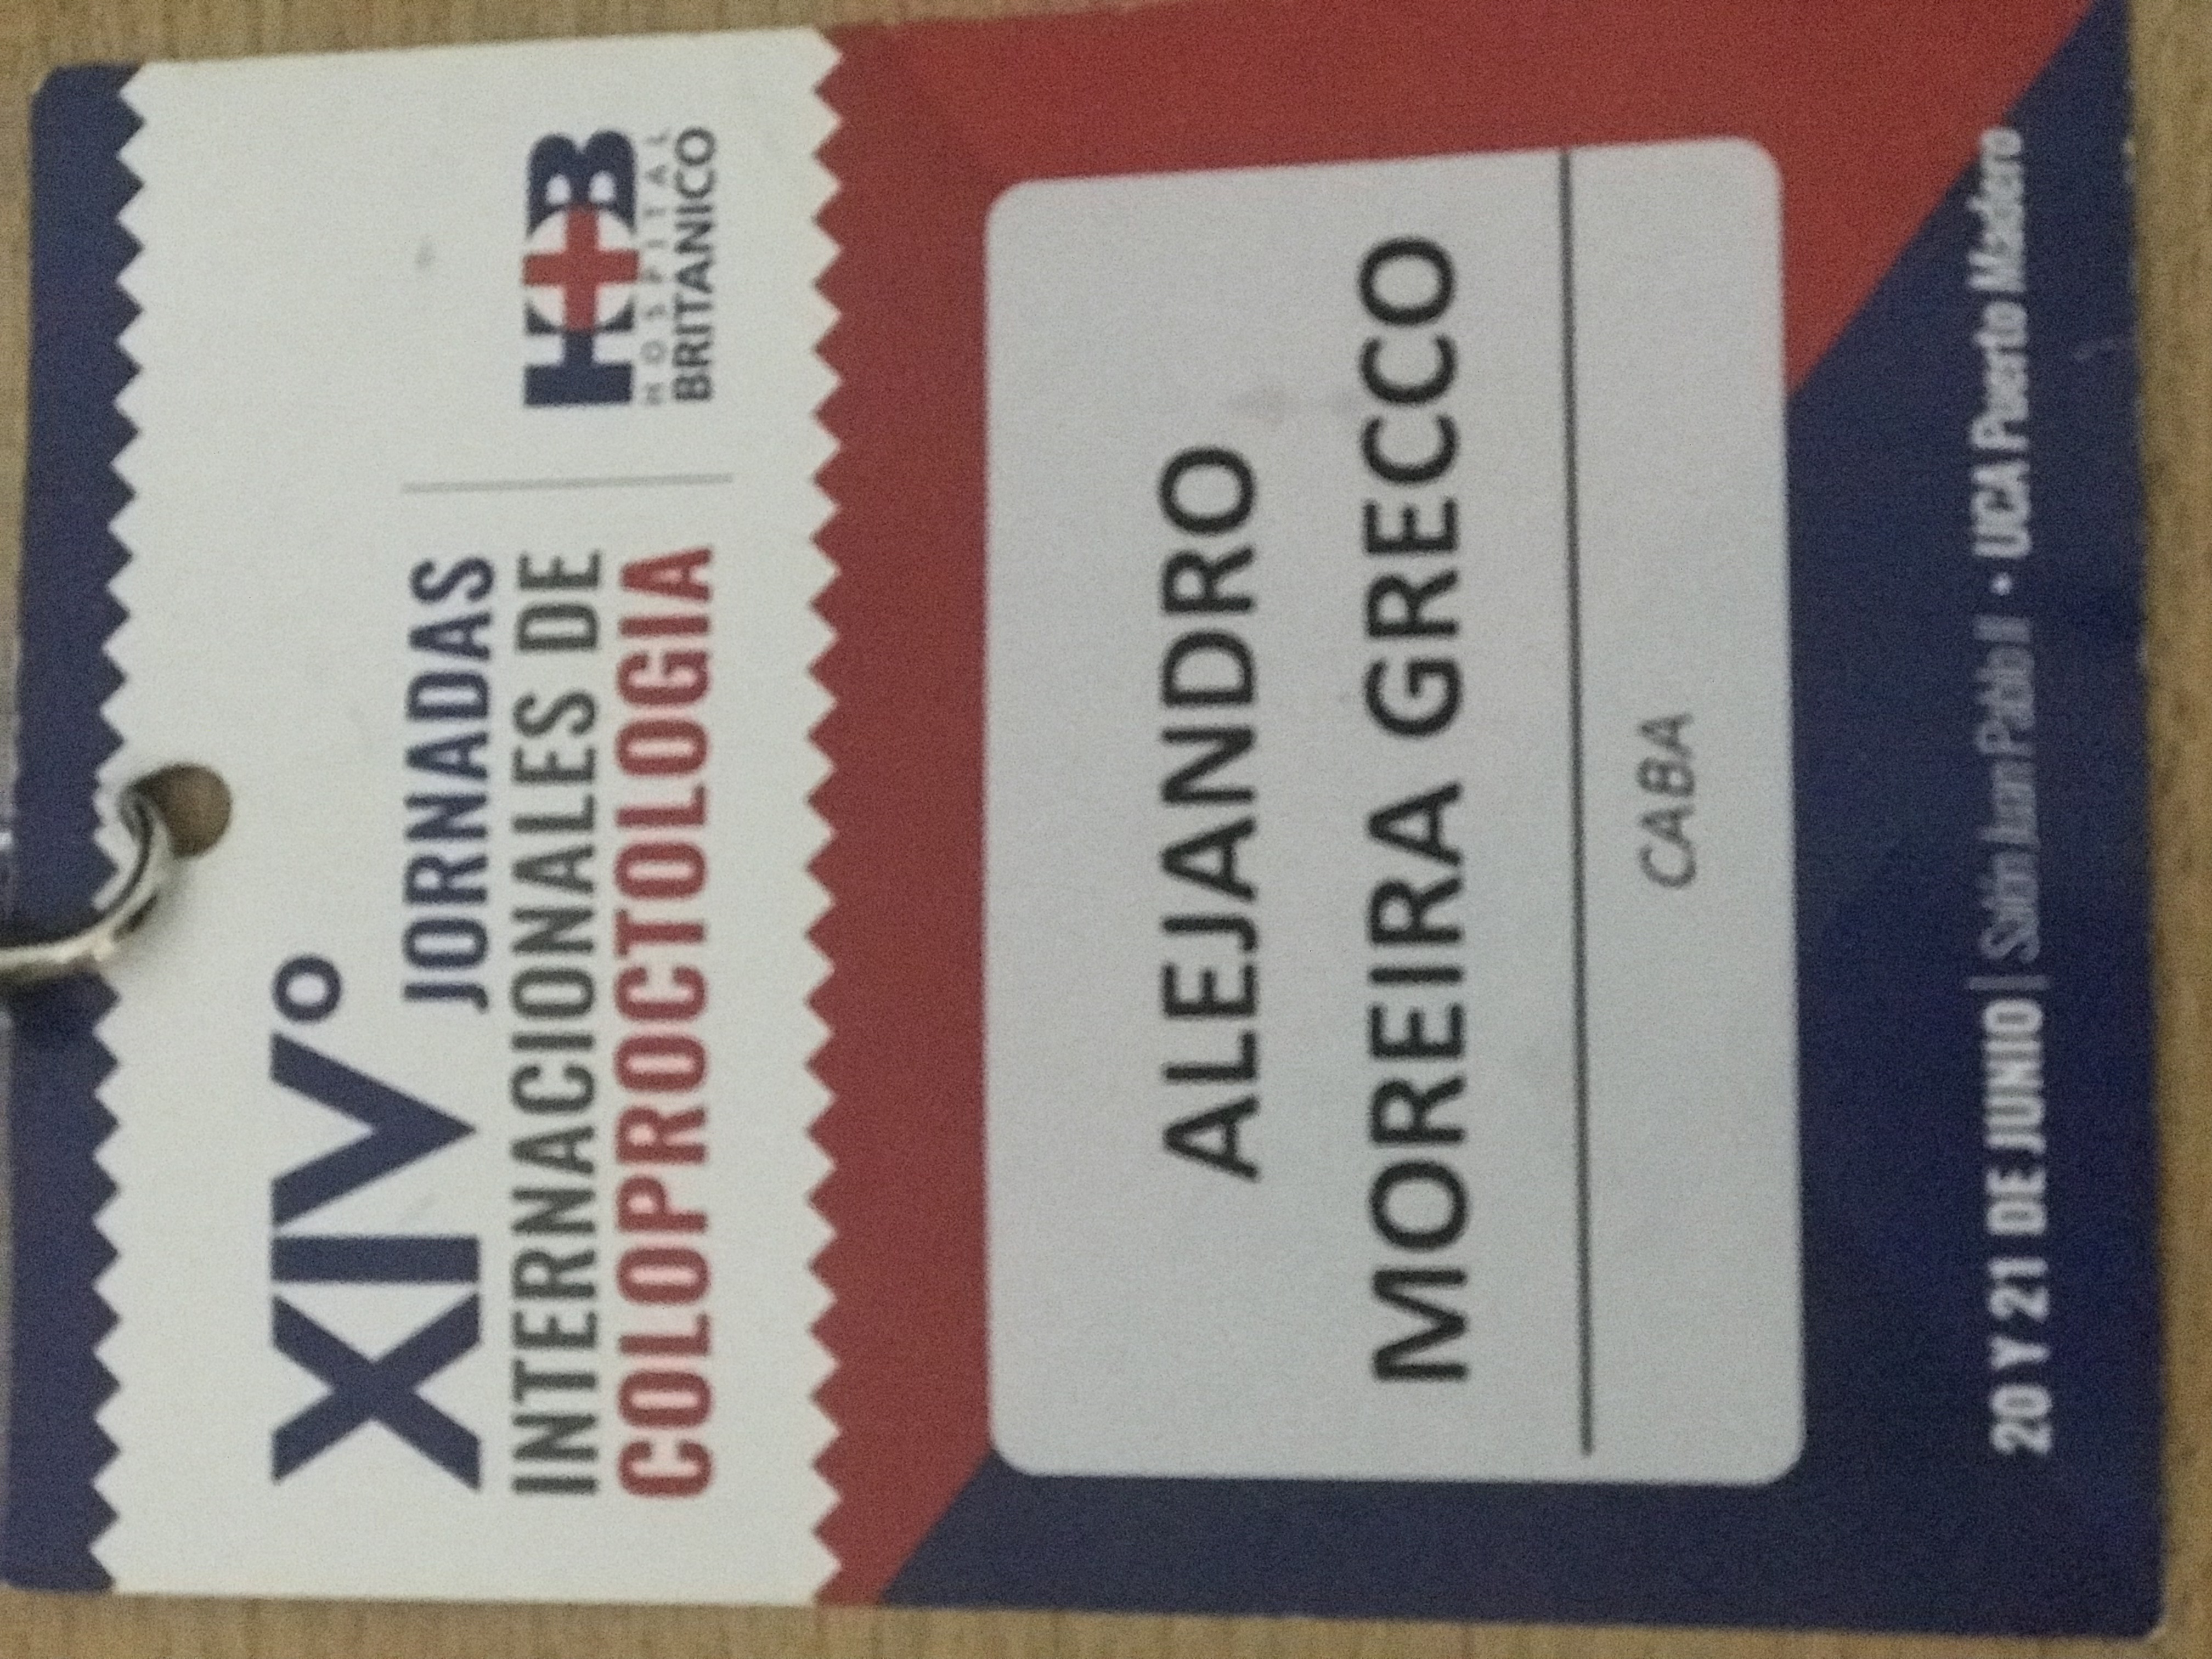 XIV°
JORNADAS
INTERNACIONALES DE
COLOPROCTOLOGIA
HB
HOSPITAL
BRITANICO
ALEJANDRO
MOREIRA GRECCO
CABA
20 Y 21 DE JUNIO | Salón Juan Pablo II • UCA Puerto Madero